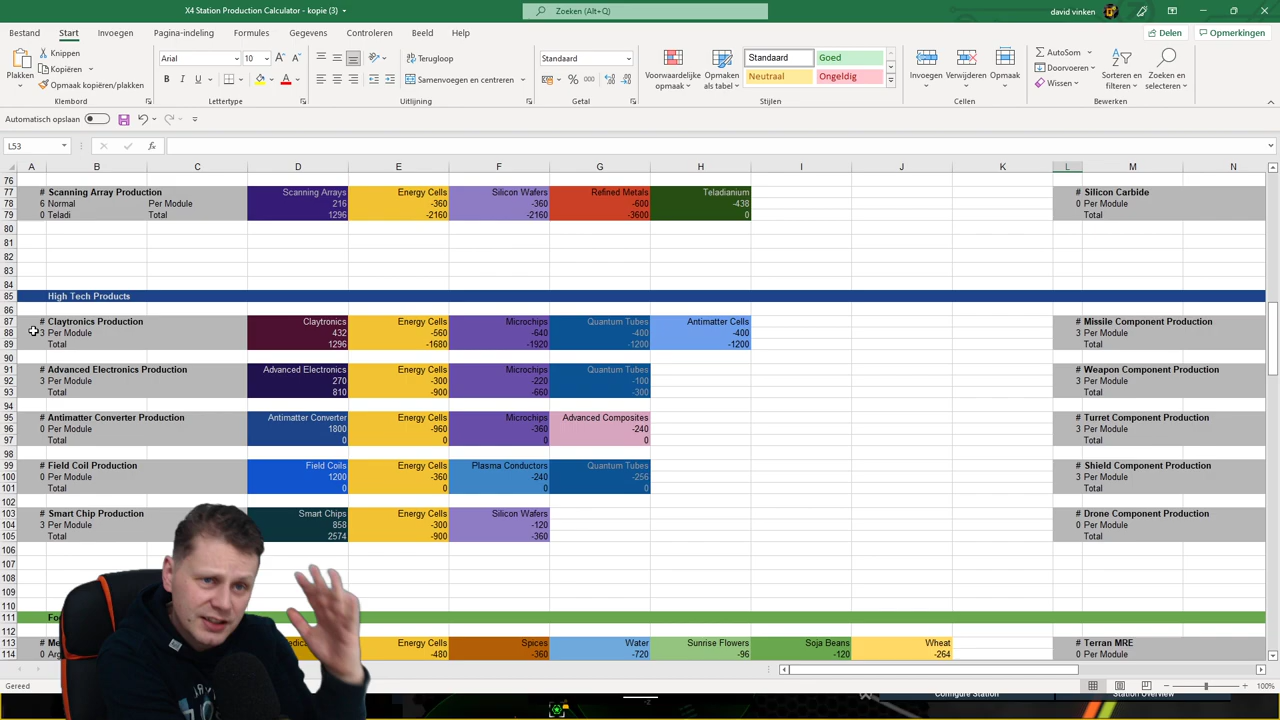 X4 Station Production Calculator - kopie (3)
Zoeken (Alt+Q)
david vinken
Bestand Start Invoegen Pagina-indeling Formules Gegevens Controleren Beeld Help
Delen Opmerkingen
Plakken
Knippen
Kopiëren
Opmaak kopiëren/plakken
Klembord
Arial 10
B I U
Lettertype
Terugloop
Samenvoegen en centreren
Uitlijning
Standaard
Getal
Voorwaardelijke opmaak
Opmaken als tabel
Standaard Goed
Neutraal Ongeldig
Stijlen
Invoegen Verwijderen Opmaak
Cellen
AutoSom
Doorvoeren
Wissen
Sorteren en filteren
Zoeken en selecteren
Bewerken
Automatisch opslaan
L53
A B C D E F G H I J K L M N
76
77 # Scanning Array Production Scanning Arrays Energy Cells Silicon Wafers Refined Metals Teladianium # Silicon Carbide
78 6 Normal Per Module 216 -360 -360 -600 -438 0 Per Module
79 0 Teladi Total 1296 -2160 -2160 -3600 0 Total
80
81
82
83
84
85 High Tech Products
86
87 # Claytronics Production Claytronics Energy Cells Microchips Quantum Tubes Antimatter Cells # Missile Component Production
88 3 Per Module 432 -560 -640 -400 -400 3 Per Module
89 Total 1296 -1680 -1920 -1200 -1200 Total
90
91 # Advanced Electronics Production Advanced Electronics Energy Cells Microchips Quantum Tubes # Weapon Component Production
92 3 Per Module 270 -300 -220 -100 3 Per Module
93 Total 810 -900 -660 -300 Total
94
95 # Antimatter Converter Production Antimatter Converter Energy Cells Microchips Advanced Composites # Turret Component Production
96 0 Per Module 1800 -960 -360 -240 3 Per Module
97 Total 0 0 0 0 Total
98
99 # Field Coil Production Field Coils Energy Cells Plasma Conductors Quantum Tubes # Shield Component Production
100 0 Per Module 1200 -360 -240 -256 3 Per Module
101 Total 0 0 0 0 Total
102
103 # Smart Chip Production Smart Chips Energy Cells Silicon Wafers # Drone Component Production
104 3 Per Module 858 -300 -120 0 Per Module
105 Total 2574 -900 -360 Total
106
107
108
109
110
111
112
113 # Energy Cells Spices Water Sunrise Flowers Soja Beans Wheat # Terran MRE
114 0 -480 -360 -720 -96 -120 -264 0 Per Module
Gereed
100%
Configure Station Station Overview